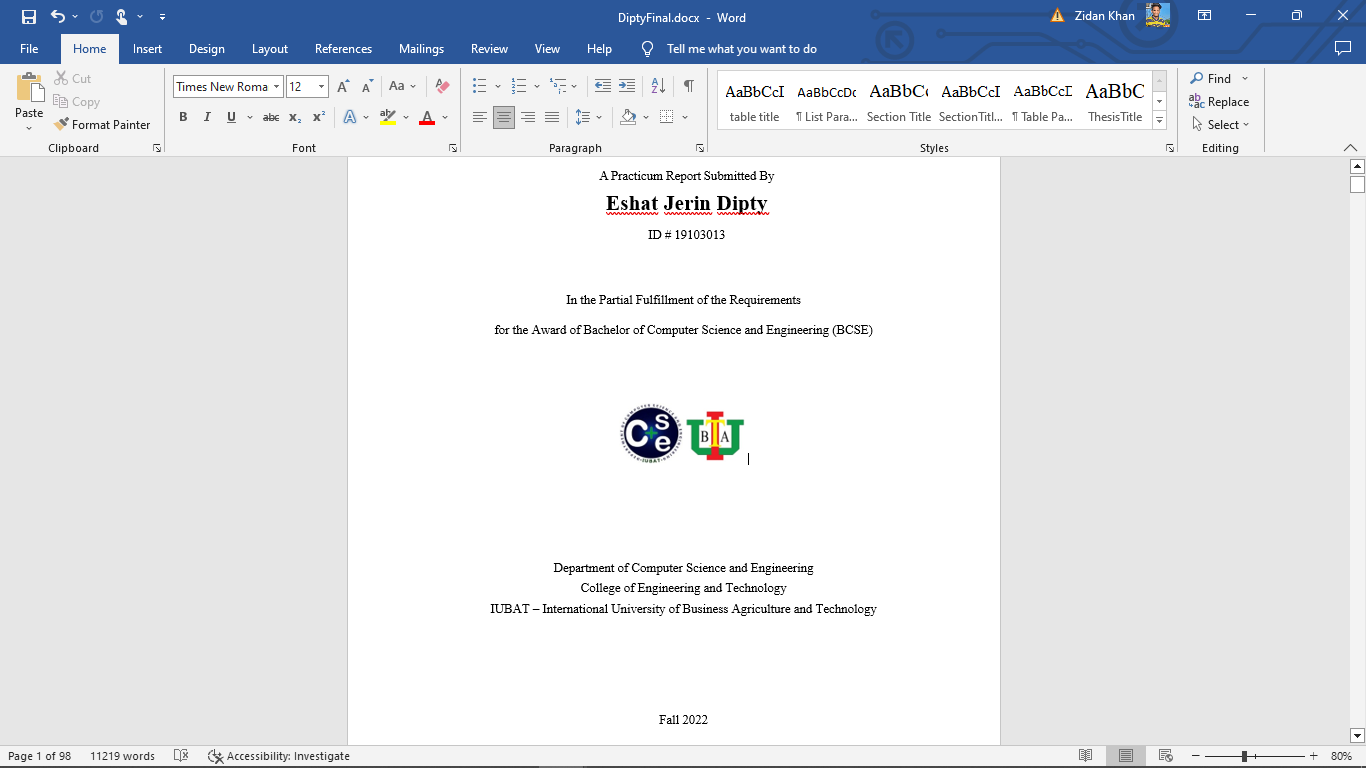 DiptyFinal.docx - Word
Zidan Khan
File Home Insert Design Layout References Mailings Review View Help Tell me what you want to do
Paste
Cut
Copy
Format Painter
Clipboard
Times New Roma 12
Aa
B I U abc x₂ x² A ab A
Font
Paragraph
AaBbCcI AaBbCcDc AaBbCc AaBbCcI AaBbCcD AaBbC
table title ¶ List Para... Section Title SectionTitl... ¶ Table Pa... ThesisTitle
Styles
Find
Replace
Select
Editing
A Practicum Report Submitted By
Eshat Jerin Dipty
ID # 19103013
In the Partial Fulfillment of the Requirements
for the Award of Bachelor of Computer Science and Engineering (BCSE)
CSe
IUBAT
Department of Computer Science and Engineering
College of Engineering and Technology
IUBAT – International University of Business Agriculture and Technology
Fall 2022
Page 1 of 98 11219 words Accessibility: Investigate 80%